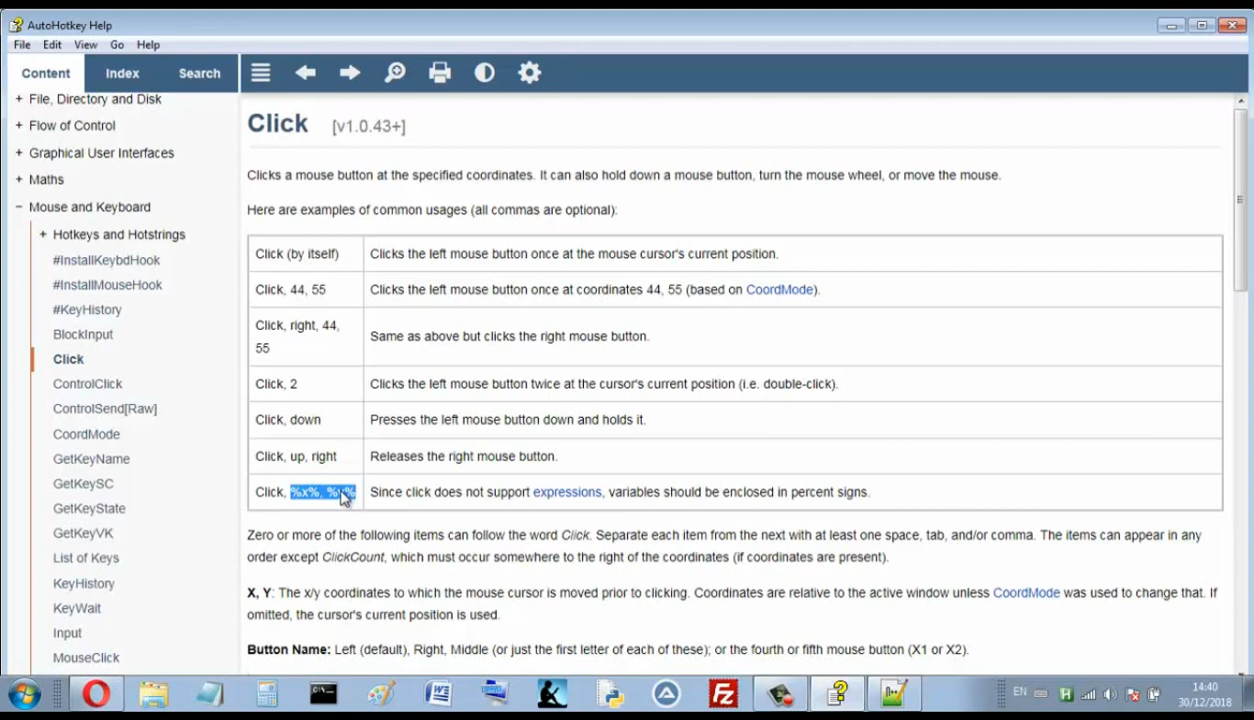 AutoHotkey Help
File Edit View Go Help
Content Index Search
+ File, Directory and Disk
+ Flow of Control
+ Graphical User Interfaces
+ Maths
− Mouse and Keyboard
+ Hotkeys and Hotstrings
#InstallKeybdHook
#InstallMouseHook
#KeyHistory
BlockInput
Click
ControlClick
ControlSend[Raw]
CoordMode
GetKeyName
GetKeySC
GetKeyState
GetKeyVK
List of Keys
KeyHistory
KeyWait
Input
MouseClick
Click [v1.0.43+]
Clicks a mouse button at the specified coordinates. It can also hold down a mouse button, turn the mouse wheel, or move the mouse.
Here are examples of common usages (all commas are optional):
Click (by itself) Clicks the left mouse button once at the mouse cursor's current position.
Click, 44, 55 Clicks the left mouse button once at coordinates 44, 55 (based on CoordMode).
Click, right, 44,
55
Same as above but clicks the right mouse button.
Click, 2 Clicks the left mouse button twice at the cursor's current position (i.e. double-click).
Click, down Presses the left mouse button down and holds it.
Click, up, right Releases the right mouse button.
Click, %x%, %y% Since click does not support expressions, variables should be enclosed in percent signs.
Zero or more of the following items can follow the word Click. Separate each item from the next with at least one space, tab, and/or comma. The items can appear in any
order except ClickCount, which must occur somewhere to the right of the coordinates (if coordinates are present).
X, Y: The x/y coordinates to which the mouse cursor is moved prior to clicking. Coordinates are relative to the active window unless CoordMode was used to change that. If
omitted, the cursor's current position is used.
Button Name: Left (default), Right, Middle (or just the first letter of each of these); or the fourth or fifth mouse button (X1 or X2).
EN
14:40
30/12/2018